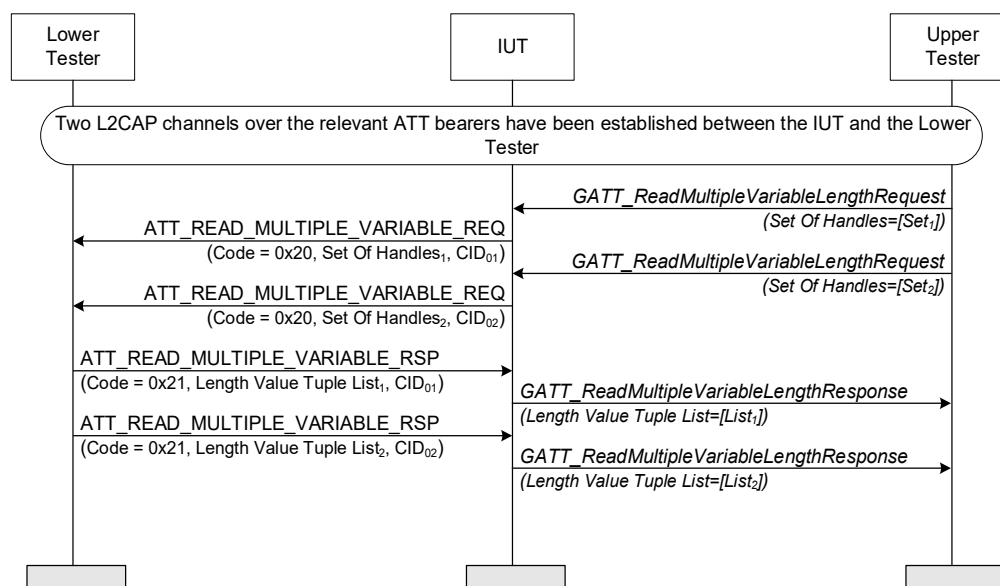 Lower
Tester
IUT
Upper
Tester
Two L2CAP channels over the relevant ATT bearers have been established between the IUT and the Lower
Tester
GATT_ReadMultipleVariableLengthRequest
(Set Of Handles=[Set₁])
ATT_READ_MULTIPLE_VARIABLE_REQ
(Code = 0x20, Set Of Handles₁, CID₀₁)
GATT_ReadMultipleVariableLengthRequest
(Set Of Handles=[Set₂])
ATT_READ_MULTIPLE_VARIABLE_REQ
(Code = 0x20, Set Of Handles₂, CID₀₂)
ATT_READ_MULTIPLE_VARIABLE_RSP
(Code = 0x21, Length Value Tuple List₁, CID₀₁)
GATT_ReadMultipleVariableLengthResponse
(Length Value Tuple List=[List₁])
ATT_READ_MULTIPLE_VARIABLE_RSP
(Code = 0x21, Length Value Tuple List₂, CID₀₂)
GATT_ReadMultipleVariableLengthResponse
(Length Value Tuple List=[List₂])